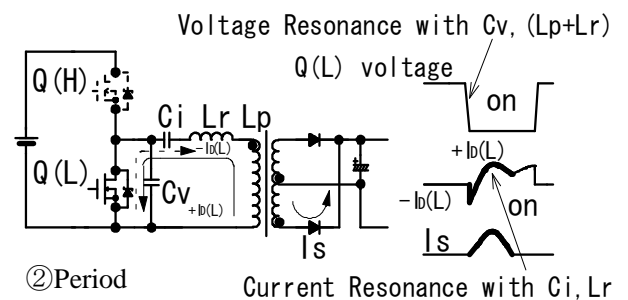 Voltage Resonance with Cv, (Lp+Lr)
Q(H)
Q(L) voltage
on
Ci Lr Lp
-ID(L)
Q(L)
Cv
+ID(L)
+ID(L)
-ID(L)
on
Is
Is
②Period
Current Resonance with Ci, Lr